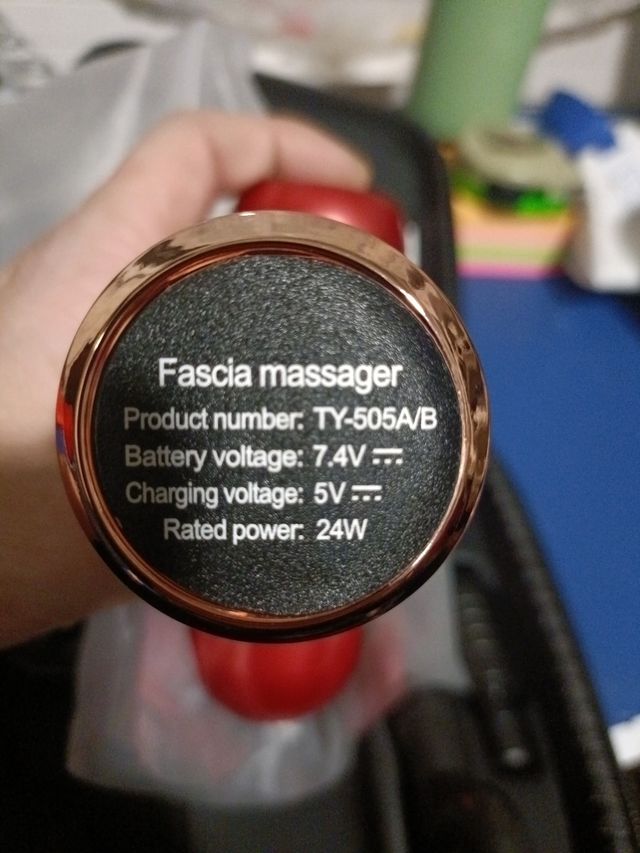 Fascia massager
Product number: TY-505A/B
Battery voltage: 7.4V ⎓
Charging voltage: 5V ⎓
Rated power: 24W